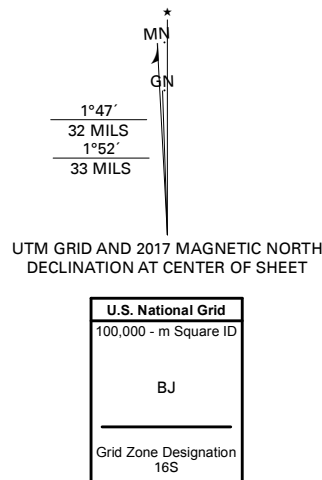 ★
MN
GN
1°47´
32 MILS
1°52´
33 MILS
UTM GRID AND 2017 MAGNETIC NORTH
DECLINATION AT CENTER OF SHEET
U.S. National Grid
100,000 - m Square ID
BJ
Grid Zone Designation
16S